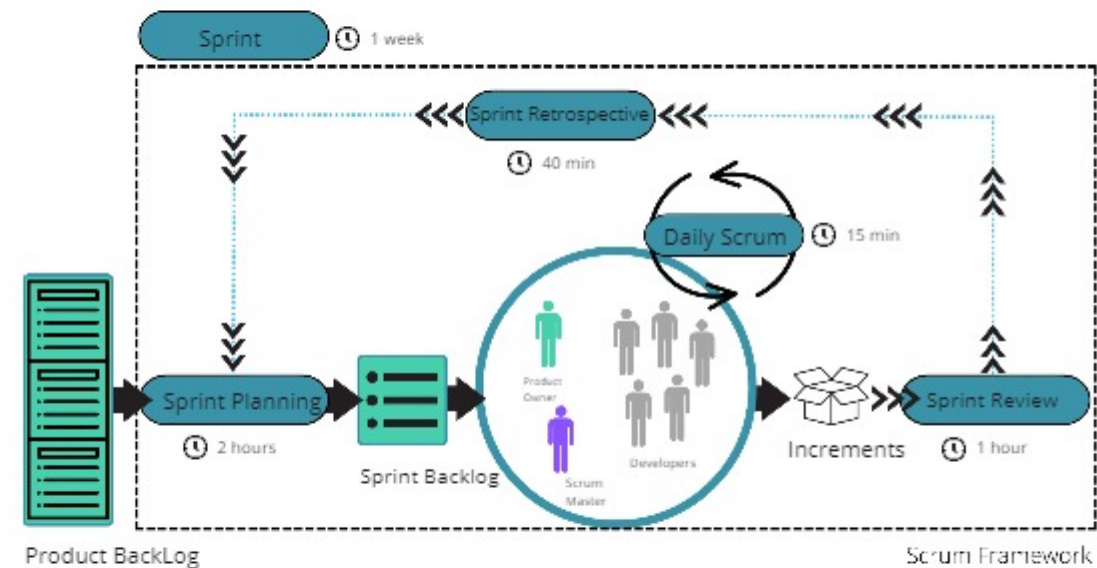 Sprint
1 week
Sprint Retrospective
40 min
Daily Scrum
15 min
Product
Owner
Scrum
Master
Developers
Sprint Planning
2 hours
Sprint Backlog
Increments
Sprint Review
1 hour
Product BackLog
Scrum Framework